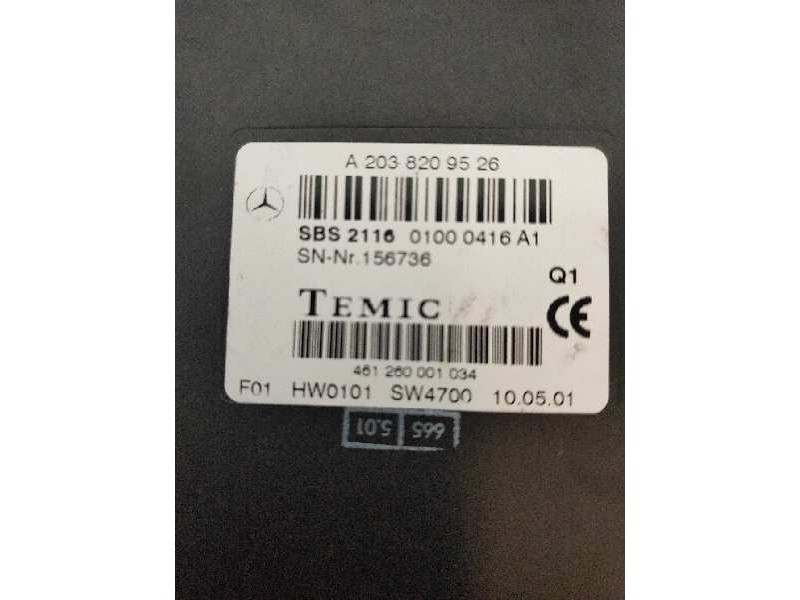 A 203 820 95 26
SBS 2116 0100 0416 A1
SN-Nr.156736
Q1
TEMIC
CE
461 260 001 034
F01 HW0101 SW4700 10.05.01
665 5.01